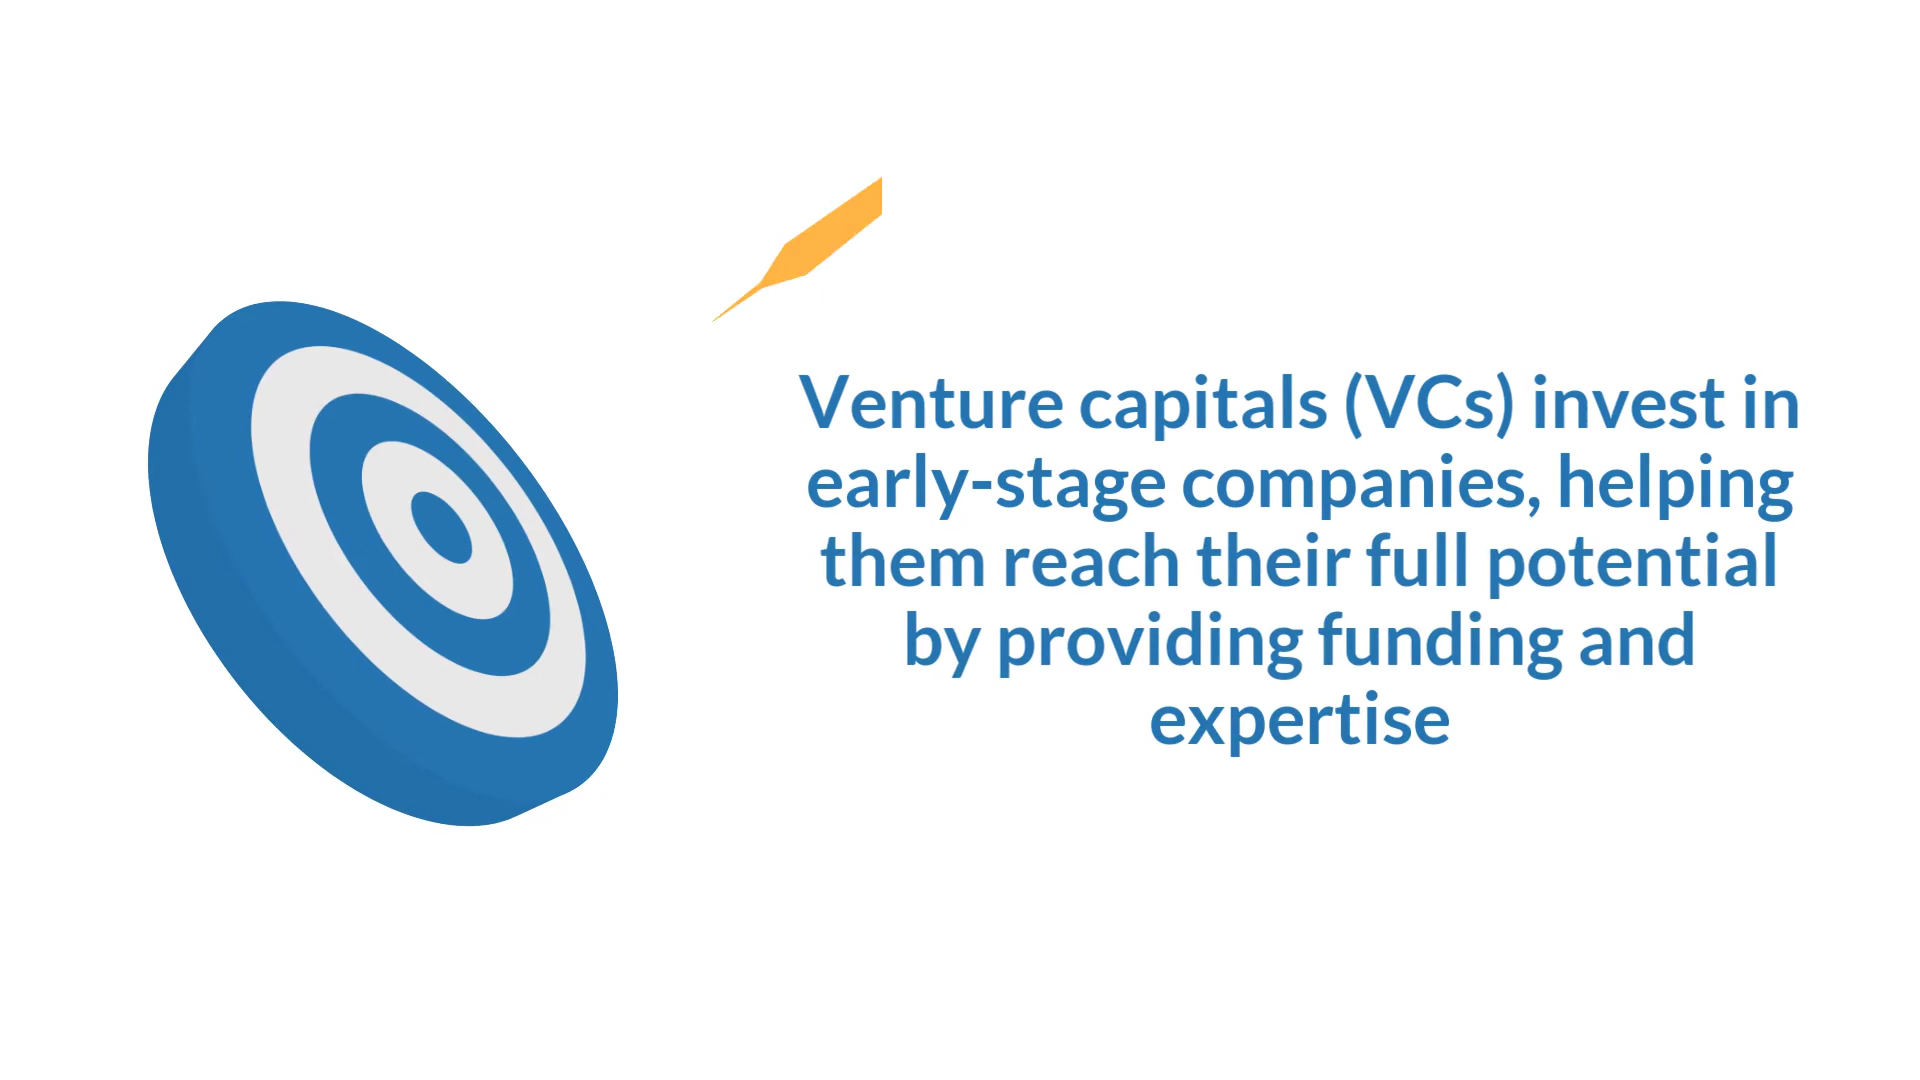 Venture capitals (VCs) invest in
early-stage companies, helping
them reach their full potential
by providing funding and
expertise